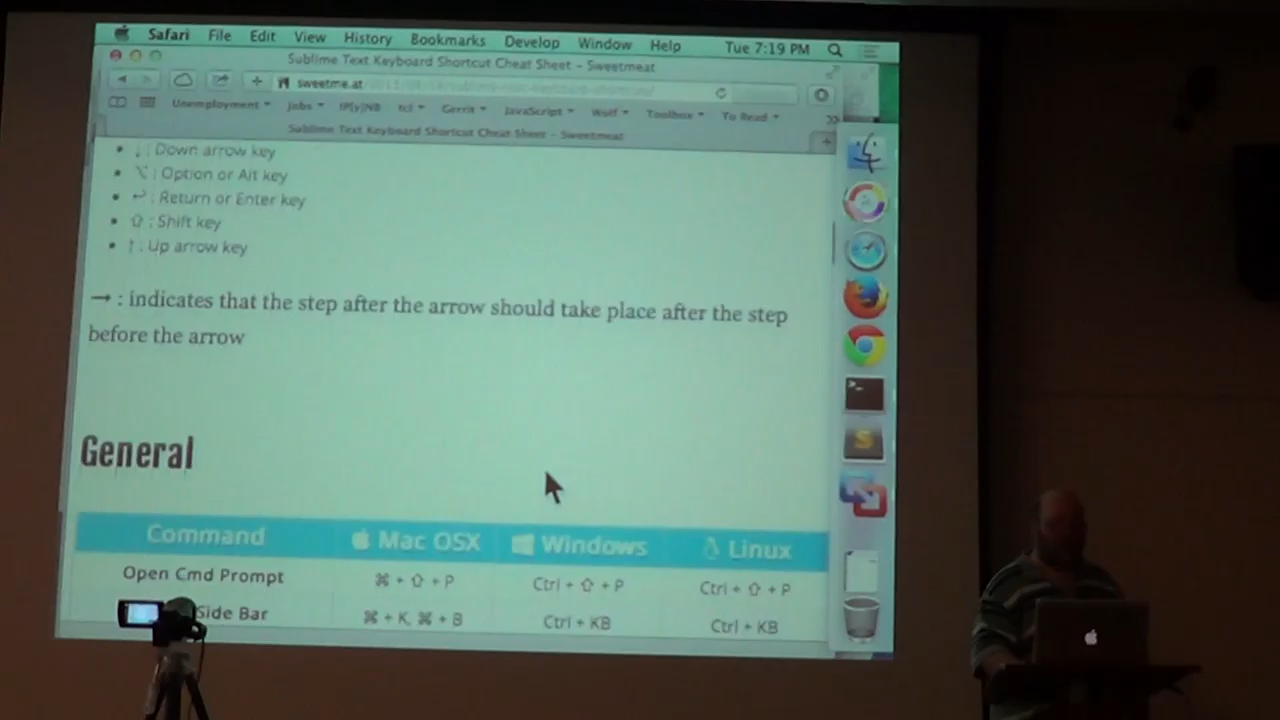 Safari File Edit View History Bookmarks Develop Window Help Tue 7:19 PM
Sublime Text Keyboard Shortcut Cheat Sheet – Sweetmeat
sweetme.at
Unemployment Jobs tcl Gerrit JavaScript Wolf Toolbox To Read
Sublime Text Keyboard Shortcut Cheat Sheet – Sweetmeat
• ↓ : Down arrow key
• ⌥ : Option or Alt key
• ↩ : Return or Enter key
• ⇧ : Shift key
• ↑ : Up arrow key
→ : indicates that the step after the arrow should take place after the step
before the arrow
General
Command Mac OSX Windows Linux
Open Cmd Prompt ⌘ + ⇧ + P Ctrl + ⇧ + P Ctrl + ⇧ + P
Side Bar ⌘ + K, ⌘ + B Ctrl + KB Ctrl + KB